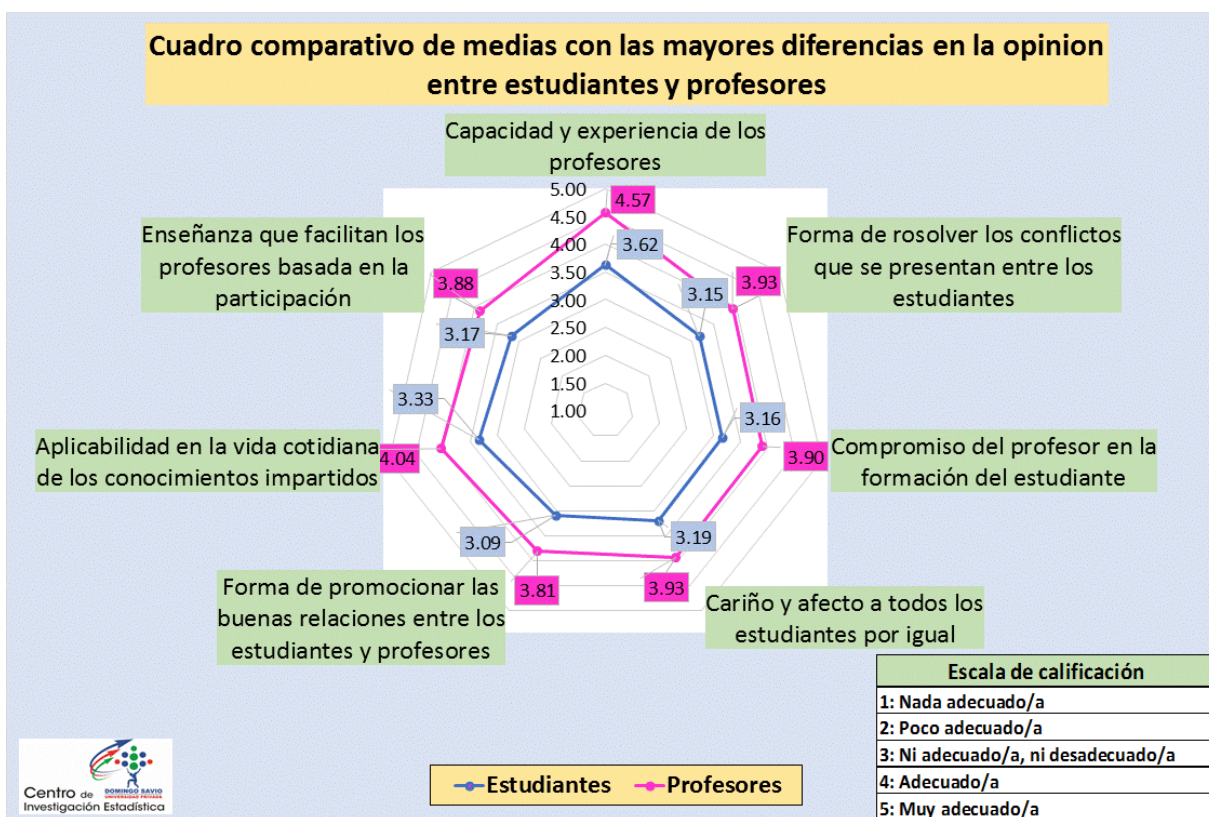 Cuadro comparativo de medias con las mayores diferencias en la opinion
entre estudiantes y profesores
Capacidad y experiencia de los
profesores
5.00
4.50
4.00
3.50
3.00
2.50
2.00
1.50
1.00
4.57
3.62
Forma de rosolver los conflictos
que se presentan entre los
estudiantes
3.15
3.93
Compromiso del profesor en la
formación del estudiante
3.16
3.90
Cariño y afecto a todos los
estudiantes por igual
3.19
3.93
Forma de promocionar las
buenas relaciones entre los
estudiantes y profesores
3.09
3.81
Aplicabilidad en la vida cotidiana
de los conocimientos impartidos
3.33
4.04
Enseñanza que facilitan los
profesores basada en la
participación
3.88
3.17
Escala de calificación
1: Nada adecuado/a
2: Poco adecuado/a
3: Ni adecuado/a, ni desadecuado/a
4: Adecuado/a
5: Muy adecuado/a
Estudiantes
Profesores
DOMINGO SAVIO
UNIVERSIDAD PRIVADA
Centro de
Investigación Estadística